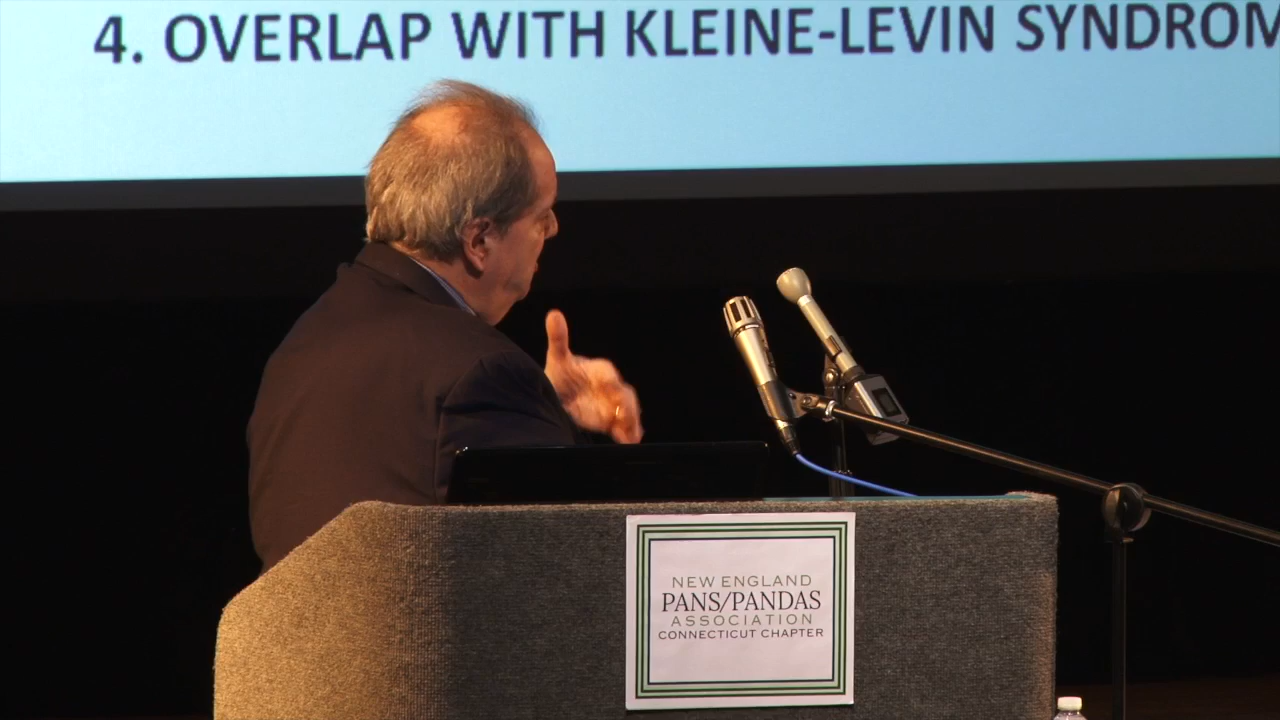 4. OVERLAP WITH KLEINE-LEVIN SYNDROM
NEW ENGLAND
PANS/PANDAS
ASSOCIATION
CONNECTICUT CHAPTER